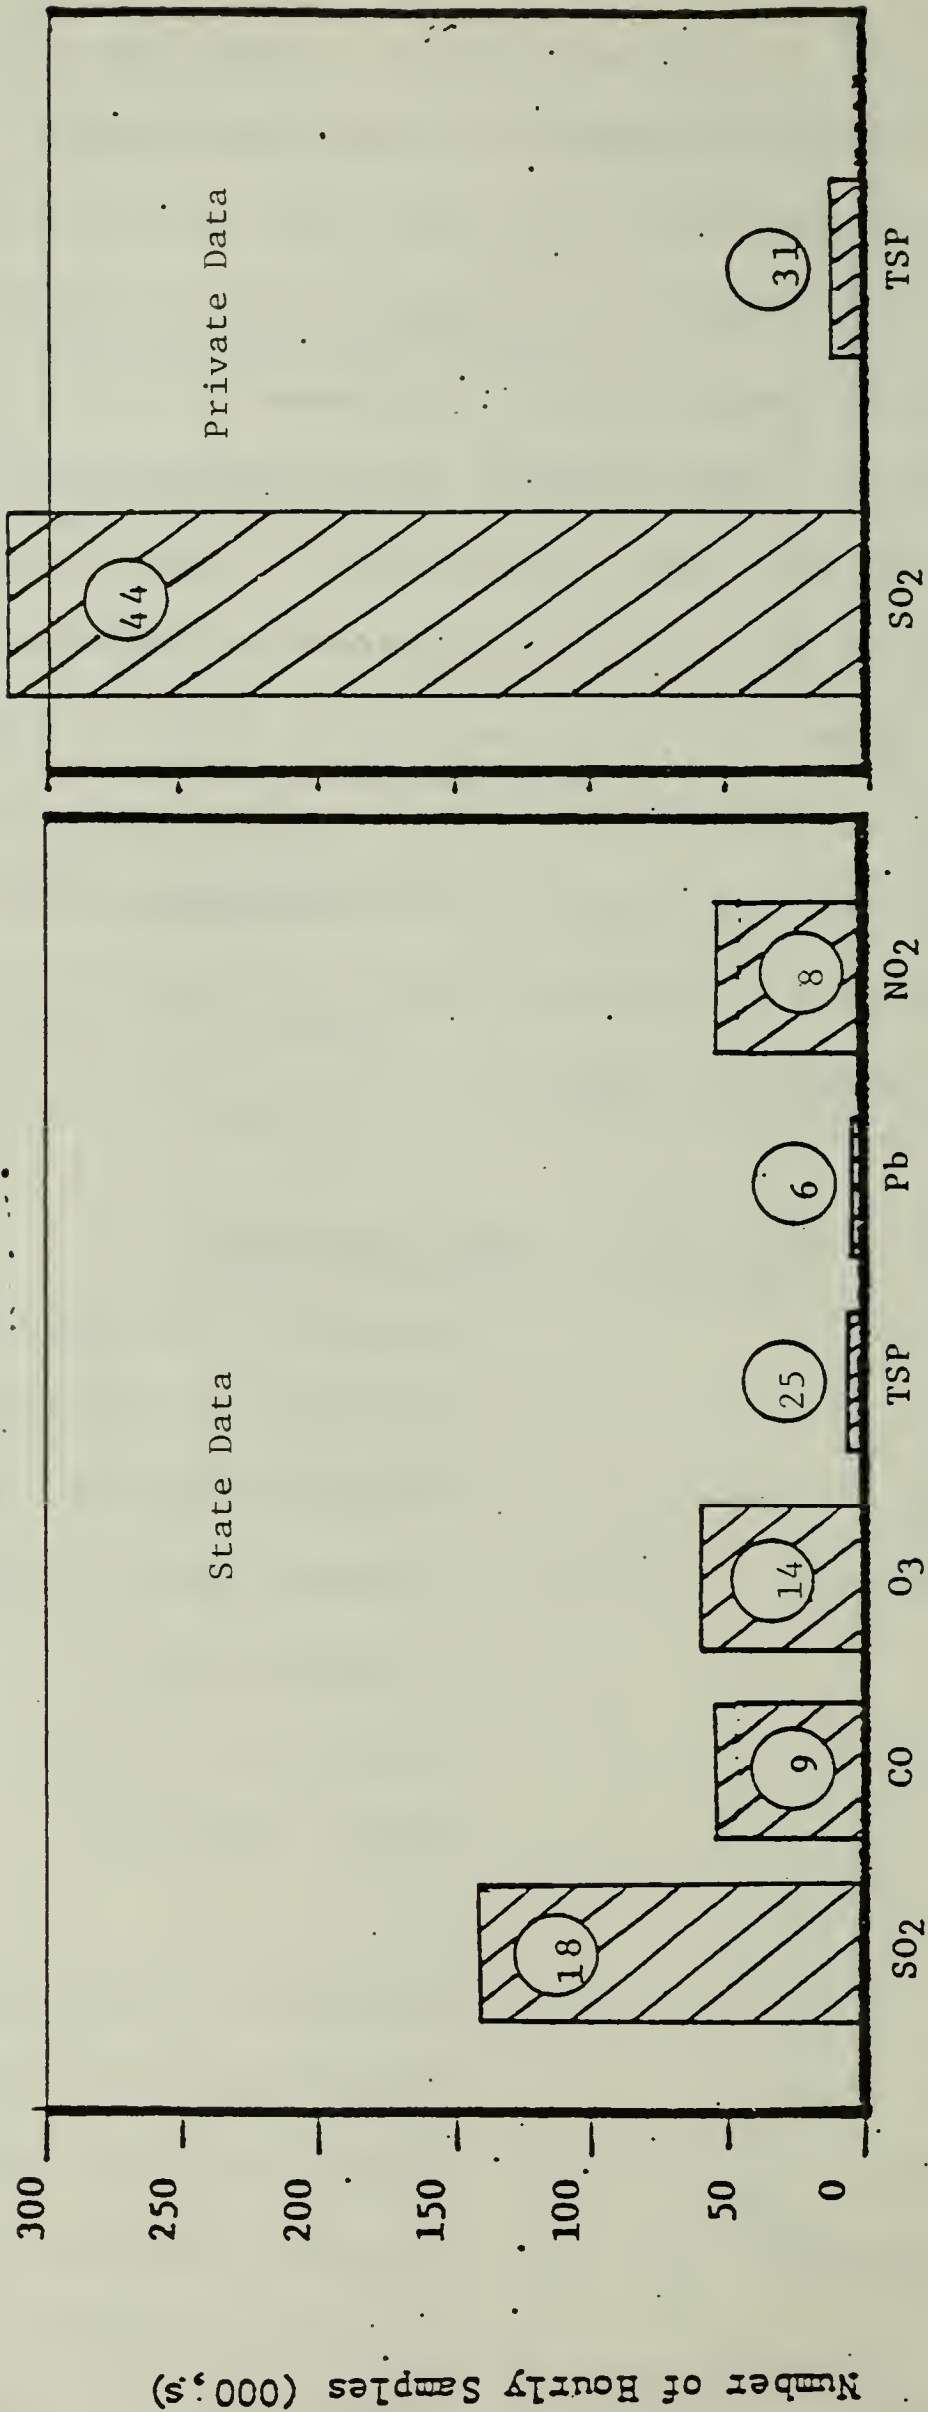 Number of Hourly Samples (000;s)
300
250
200
150
100
50
0
State Data
18
9
14
25
6
8
SO2
CO
O3
TSP
Pb
NO2
Private Data
44
31
SO2
TSP